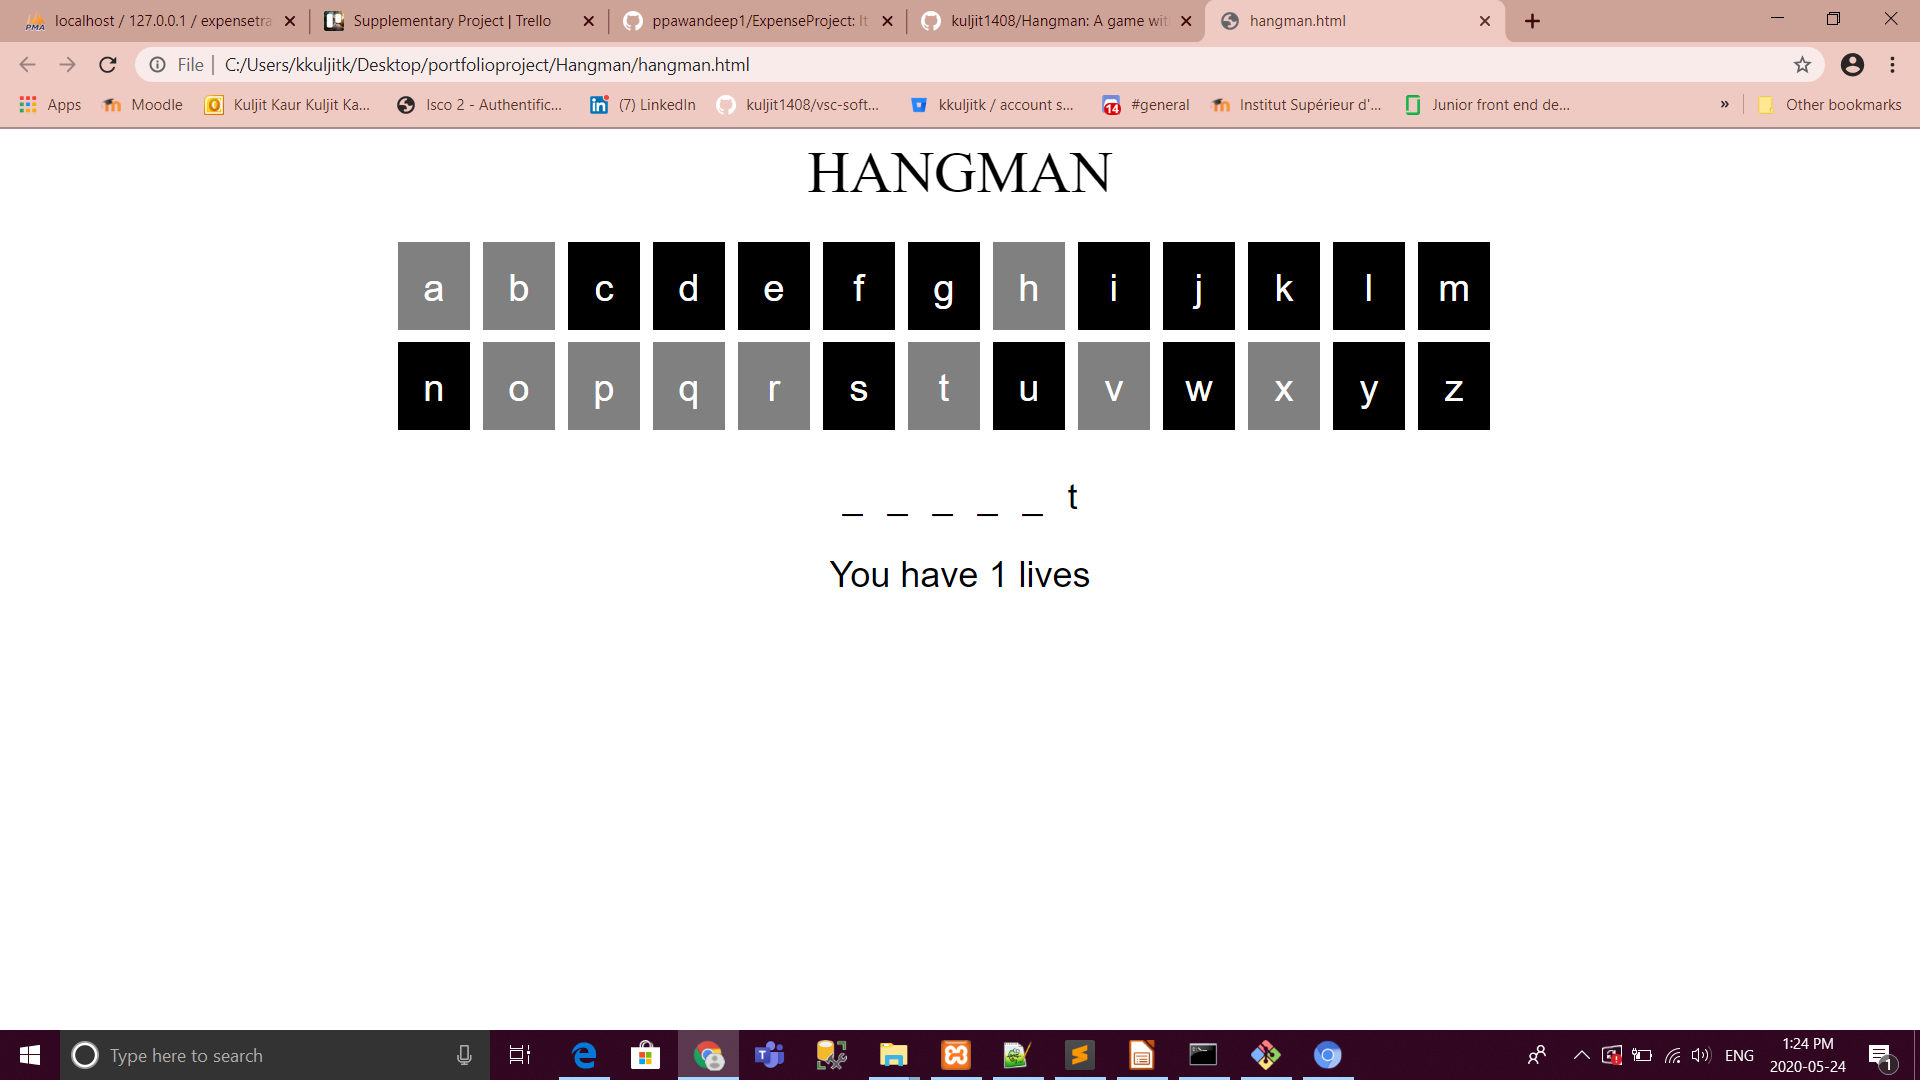 localhost / 127.0.0.1 / expensetra
Supplementary Project | Trello
ppawandeep1/ExpenseProject: It
kuljit1408/Hangman: A game wit
hangman.html
File | C:/Users/kkuljitk/Desktop/portfolioproject/Hangman/hangman.html
Apps
Moodle
Kuljit Kaur Kuljit Ka...
Isco 2 - Authentific...
(7) LinkedIn
kuljit1408/vsc-soft...
kkuljitk / account s...
14
#general
Institut Supérieur d'...
Junior front end de...
»
Other bookmarks
HANGMAN
a b c d e f g h i j k l m
n o p q r s t u v w x y z
_ _ _ _ _ t
You have 1 lives
Type here to search
ENG
1:24 PM
2020-05-24
1